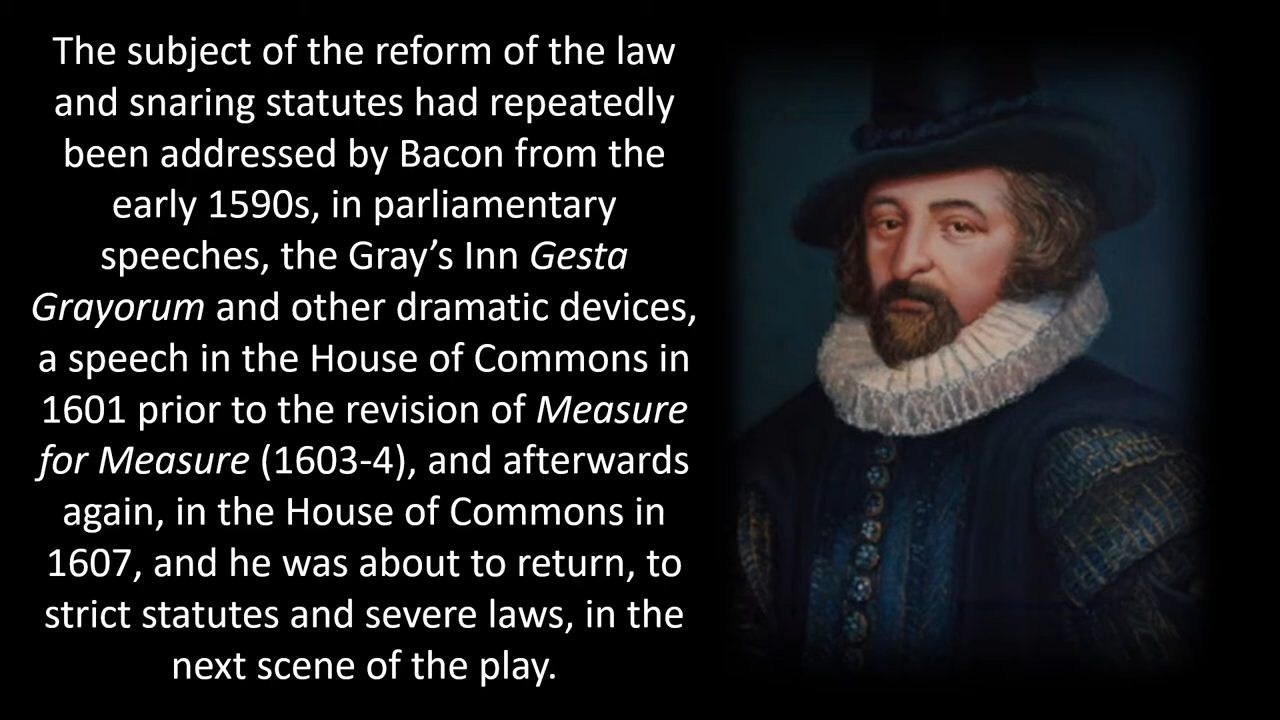 The subject of the reform of the law
and snaring statutes had repeatedly
been addressed by Bacon from the
early 1590s, in parliamentary
speeches, the Gray’s Inn Gesta
Grayorum and other dramatic devices,
a speech in the House of Commons in
1601 prior to the revision of Measure
for Measure (1603-4), and afterwards
again, in the House of Commons in
1607, and he was about to return, to
strict statutes and severe laws, in the
next scene of the play.